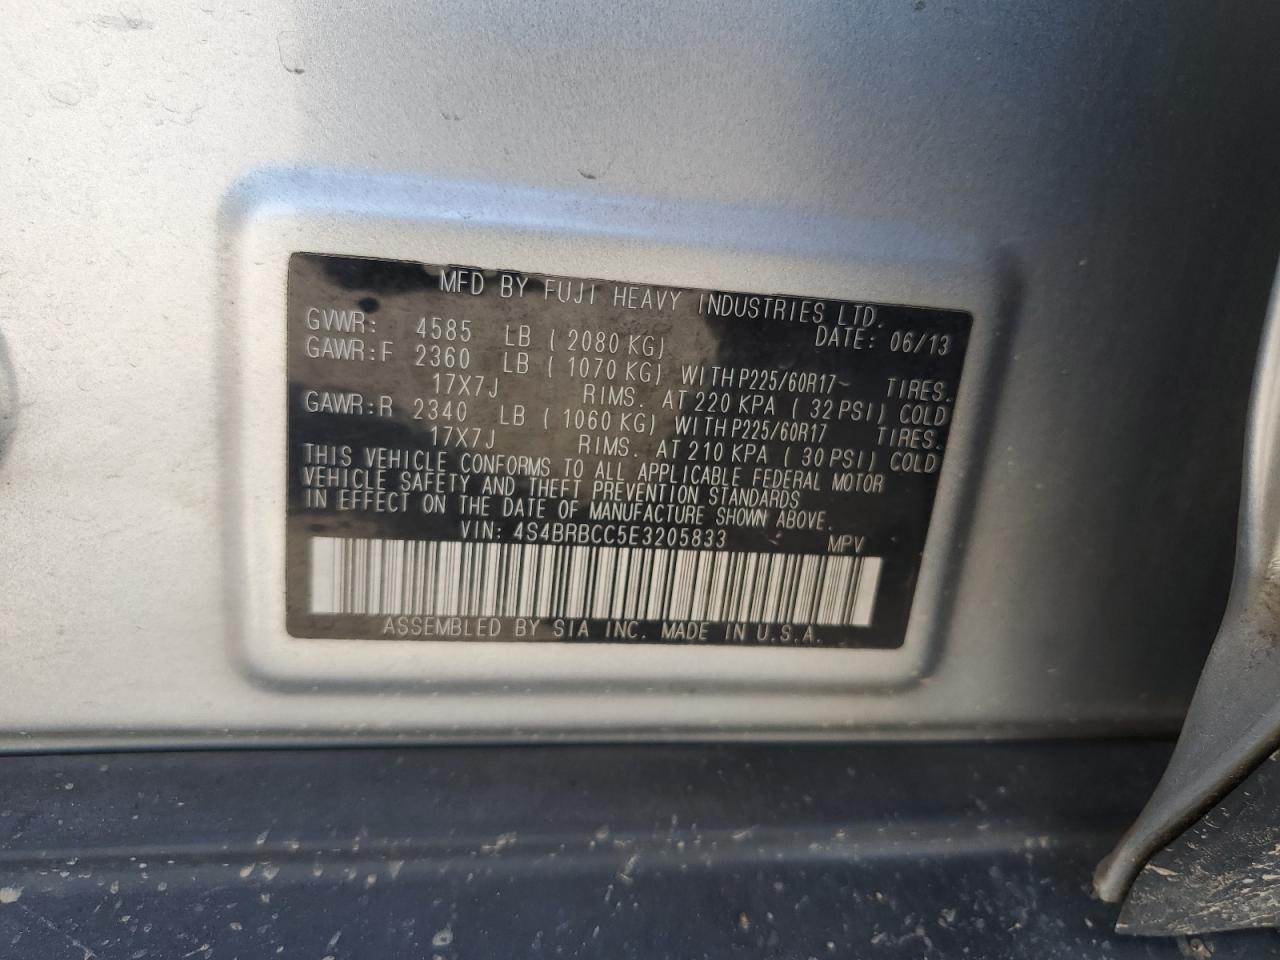 MFD BY FUJI HEAVY INDUSTRIES LTD.
GVWR: 4585 LB ( 2080 KG) DATE: 06/13
GAWR:F 2360 LB ( 1070 KG) WITH P225/60R17 TIRES.
17X7J RIMS. AT 220 KPA ( 32 PSI) COLD
GAWR:R 2340 LB ( 1060 KG) WITH P225/60R17 TIRES.
17X7J RIMS. AT 210 KPA ( 30 PSI) COLD
THIS VEHICLE CONFORMS TO ALL APPLICABLE FEDERAL MOTOR
VEHICLE SAFETY AND THEFT PREVENTION STANDARDS
IN EFFECT ON THE DATE OF MANUFACTURE SHOWN ABOVE.
VIN: 4S4BRBCC5E3205833 MPV
ASSEMBLED BY SIA INC. MADE IN U.S.A.